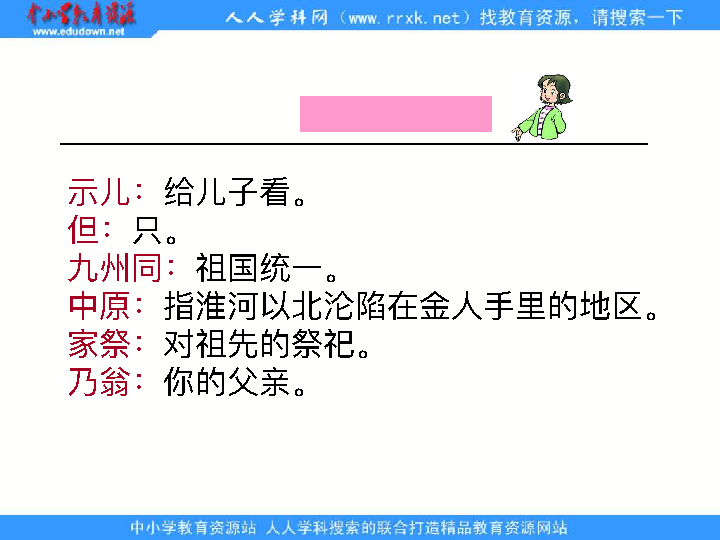 中小学教育资源
www.edudown.net
人人学科网（www.rrxk.net）找教育资源，请搜索一下
示儿：给儿子看。
但：只。
九州同：祖国统一。
中原：指淮河以北沦陷在金人手里的地区。
家祭：对祖先的祭祀。
乃翁：你的父亲。
中小学教育资源站 人人学科搜索的联合打造精品教育资源网站